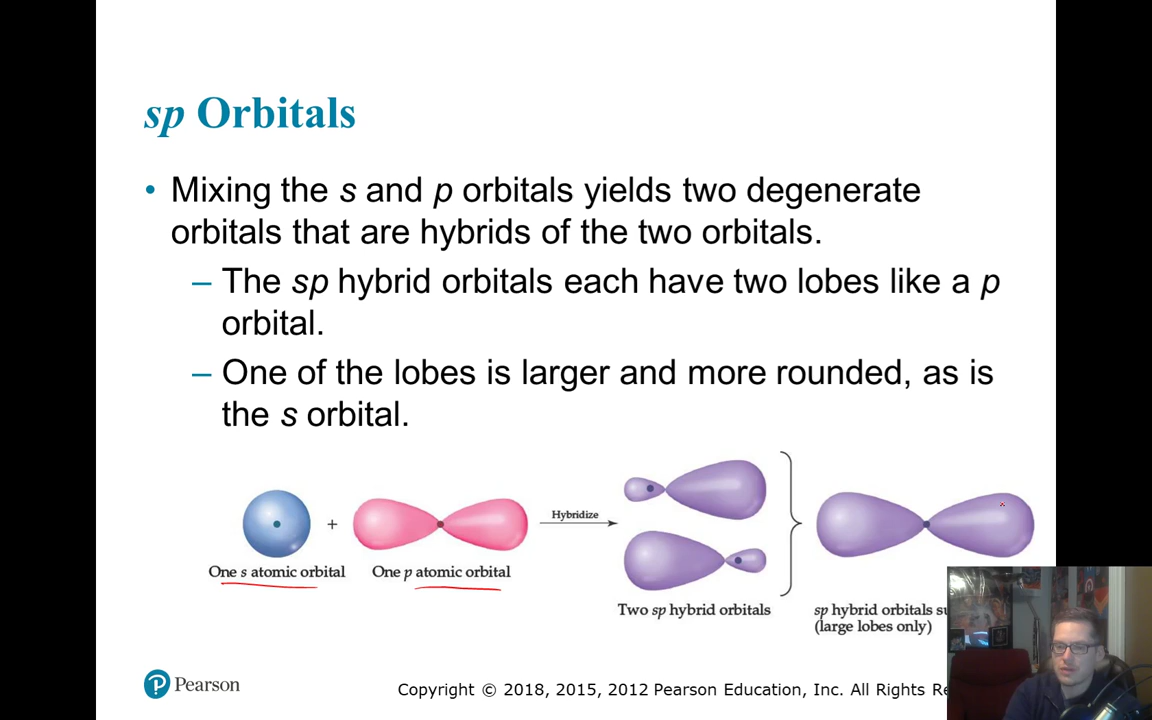 sp Orbitals
• Mixing the s and p orbitals yields two degenerate
orbitals that are hybrids of the two orbitals.
– The sp hybrid orbitals each have two lobes like a p
orbital.
– One of the lobes is larger and more rounded, as is
the s orbital.
+
Hybridize
One s atomic orbital
One p atomic orbital
Two sp hybrid orbitals
sp hybrid orbitals
(large lobes only)
P Pearson
Copyright © 2018, 2015, 2012 Pearson Education, Inc. All Rights